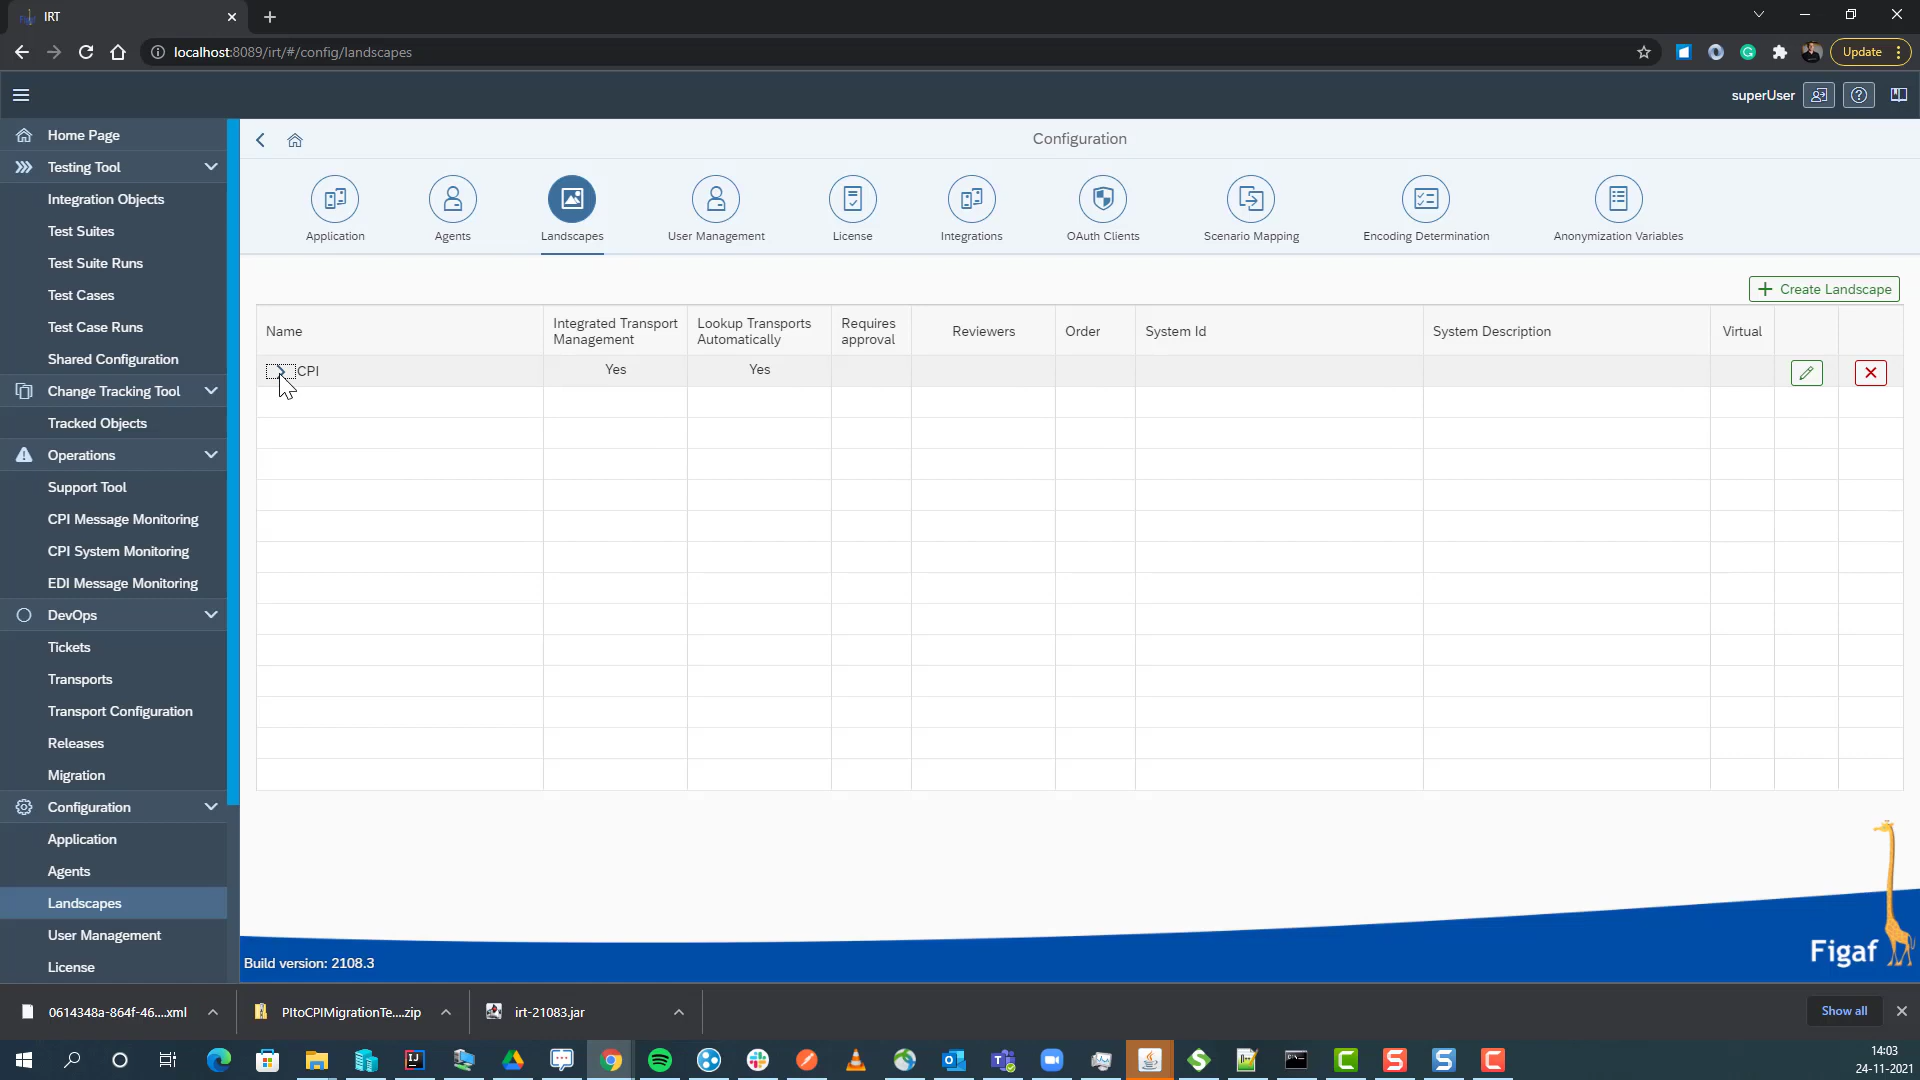 IRT
localhost:8089/irt/#/config/landscapes
Update
superUser
Home Page
Testing Tool
Integration Objects
Test Suites
Test Suite Runs
Test Cases
Test Case Runs
Shared Configuration
Change Tracking Tool
Tracked Objects
Operations
Support Tool
CPI Message Monitoring
CPI System Monitoring
EDI Message Monitoring
DevOps
Tickets
Transports
Transport Configuration
Releases
Migration
Configuration
Application
Agents
Landscapes
User Management
License
Configuration
Application
Agents
Landscapes
User Management
License
Integrations
OAuth Clients
Scenario Mapping
Encoding Determination
Anonymization Variables
Create Landscape
Name
Integrated Transport
Management
Lookup Transports
Automatically
Requires
approval
Reviewers
Order
System Id
System Description
Virtual
CPI
Yes
Yes
Figaf
Build version: 2108.3
0614348a-864f-46....xml
PItoCPIMigrationTe....zip
irt-21083.jar
Show all
14:03
24-11-2021